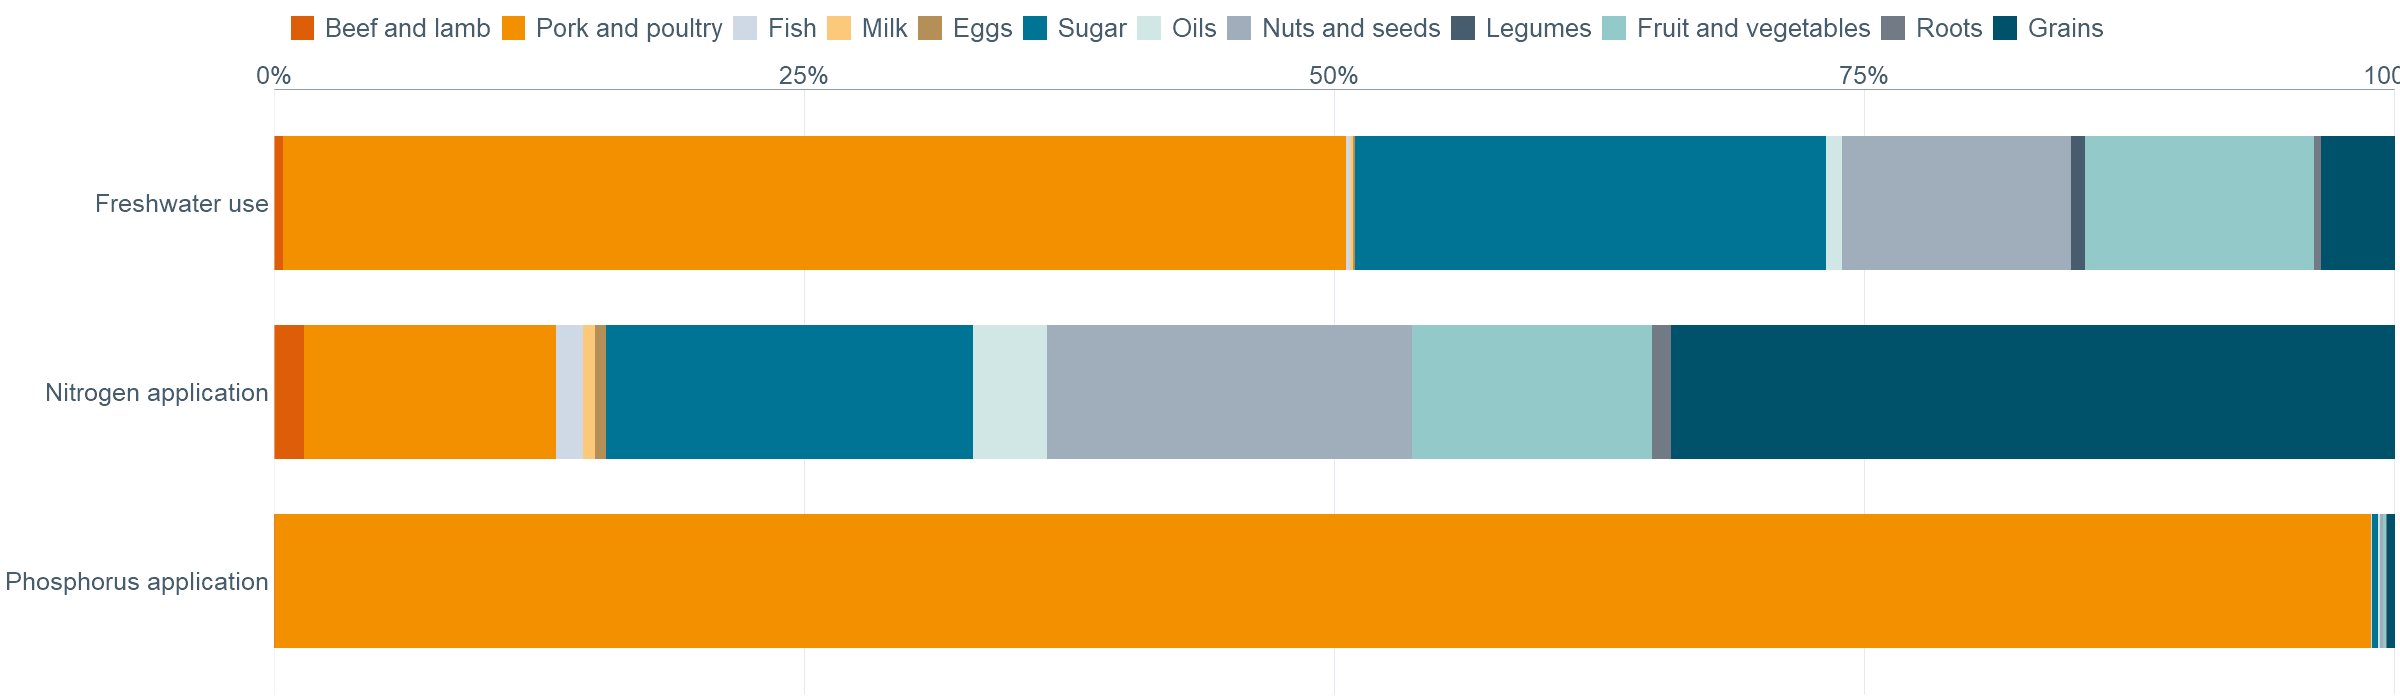 Beef and lamb Pork and poultry Fish Milk Eggs Sugar Oils Nuts and seeds Legumes Fruit and vegetables Roots Grains
0% 25% 50% 75% 100
Freshwater use
Nitrogen application
Phosphorus application